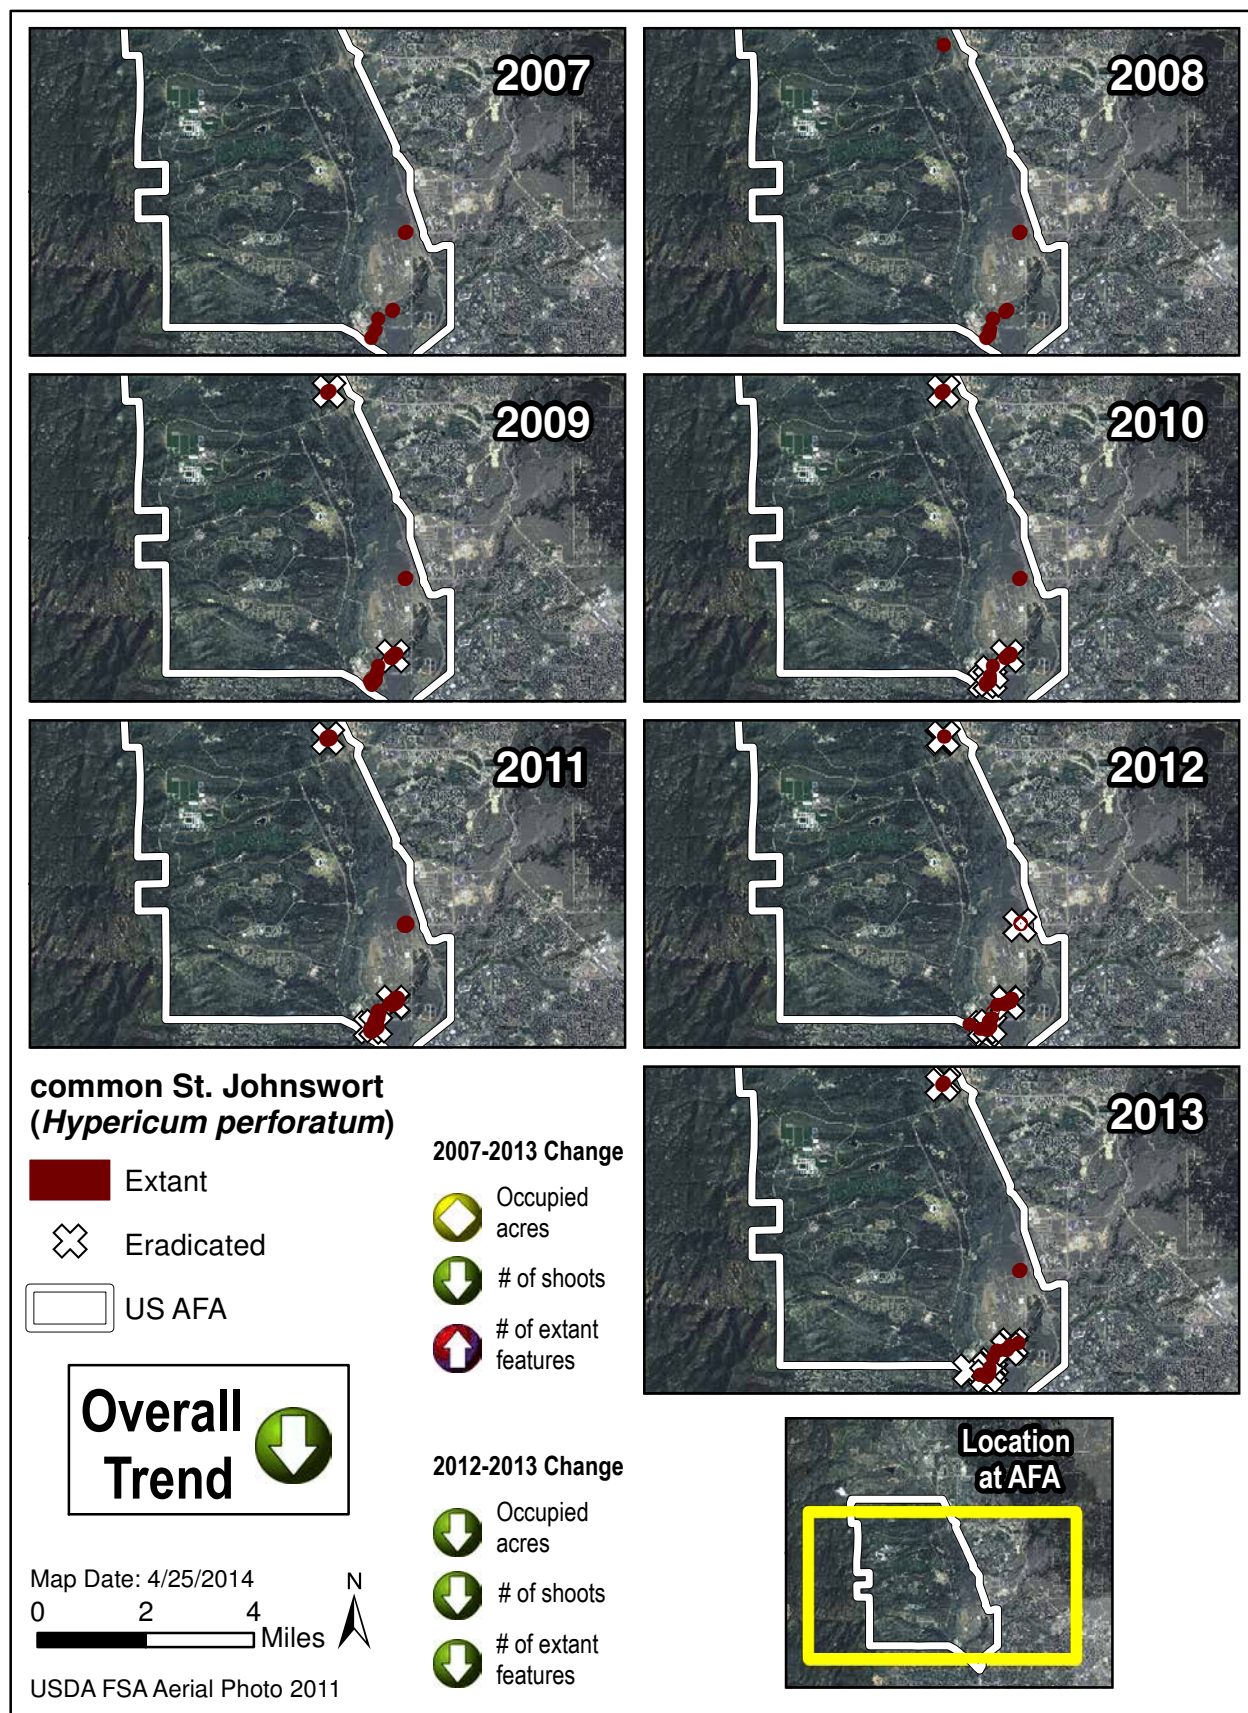 2007
2008
2009
2010
2011
2012
2013
common St. Johnswort
(Hypericum perforatum)
Extant
Eradicated
US AFA
Overall
Trend
2007-2013 Change
Occupied
acres
# of shoots
# of extant
features
2012-2013 Change
Occupied
acres
# of shoots
# of extant
features
Location
at AFA
Map Date: 4/25/2014
N
0 2 4
Miles
USDA FSA Aerial Photo 2011